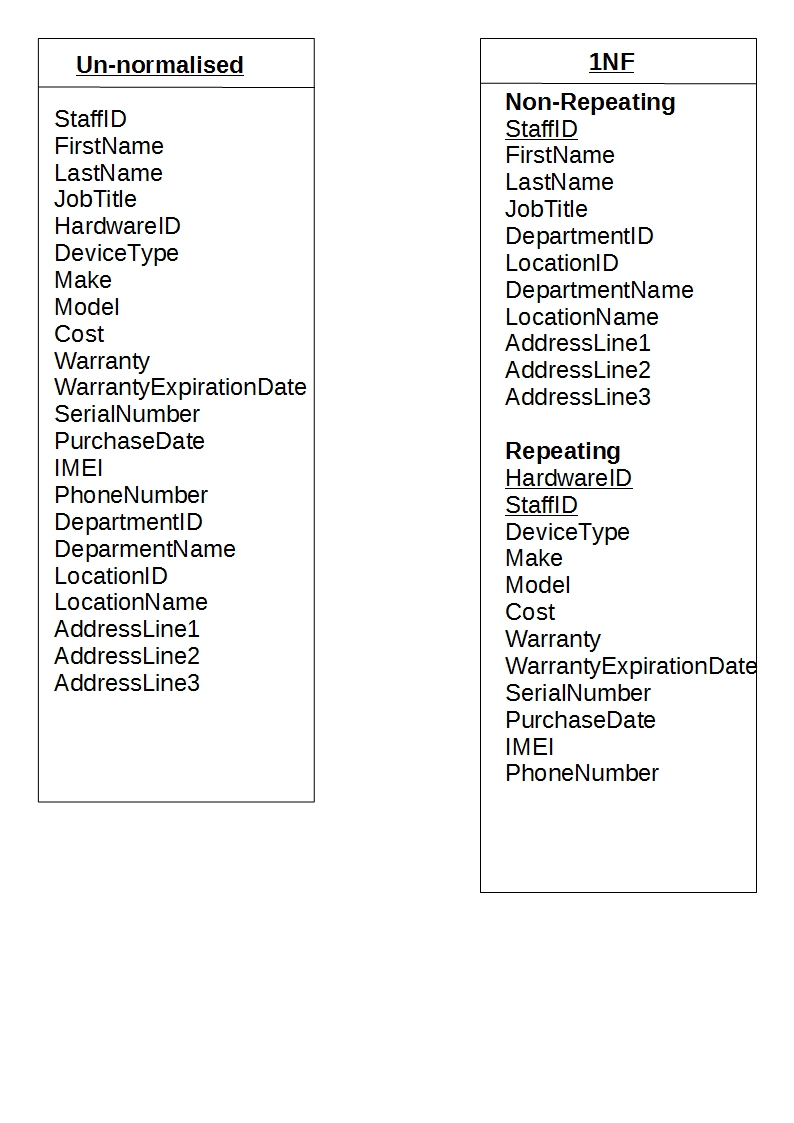 Un-normalised
StaffID
FirstName
LastName
JobTitle
HardwareID
DeviceType
Make
Model
Cost
Warranty
WarrantyExpirationDate
SerialNumber
PurchaseDate
IMEI
PhoneNumber
DepartmentID
DeparmentName
LocationID
LocationName
AddressLine1
AddressLine2
AddressLine3
1NF
Non-Repeating
StaffID
FirstName
LastName
JobTitle
DepartmentID
LocationID
DepartmentName
LocationName
AddressLine1
AddressLine2
AddressLine3
Repeating
HardwareID
StaffID
DeviceType
Make
Model
Cost
Warranty
WarrantyExpirationDate
SerialNumber
PurchaseDate
IMEI
PhoneNumber